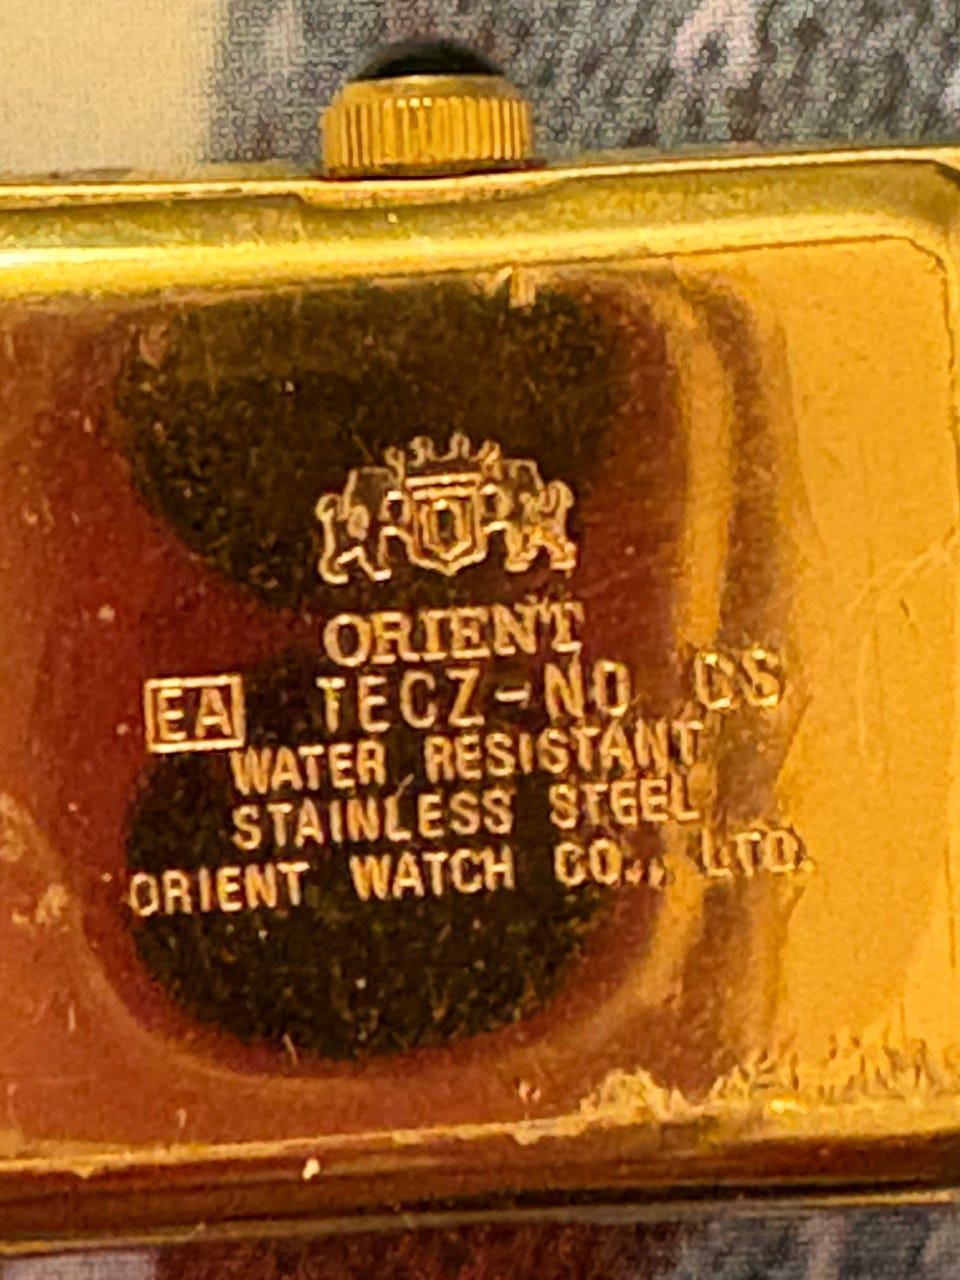 ORIENT
EA TECZ-N0 CS
WATER RESISTANT
STAINLESS STEEL
ORIENT WATCH CO., LTD.